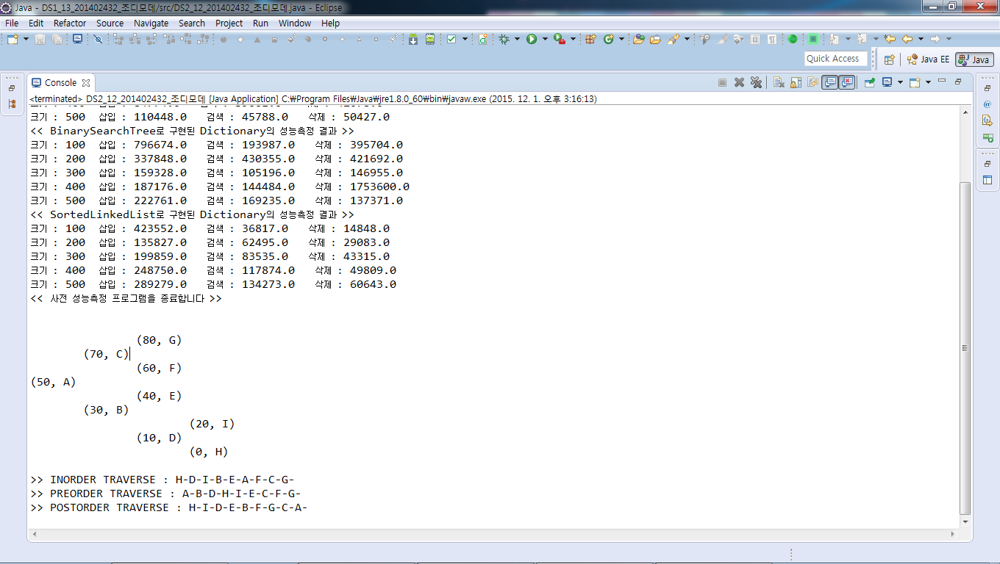 Java - DS1_13_201402432_조디모데/src/DS2_12_201402432_조디모데.java - Eclipse
File Edit Refactor Source Navigate Search Project Run Window Help
Quick Access Java EE Java
Console
<terminated> DS2_12_201402432_조디모데 [Java Application] C:₩Program Files₩Java₩jre1.8.0_60₩bin₩javaw.exe (2015. 12. 1. 오후 3:16:13)
크기 : 500 삽입 : 110448.0 검색 : 45788.0 삭제 : 50427.0
<< BinarySearchTree로 구현된 Dictionary의 성능측정 결과 >>
크기 : 100 삽입 : 796674.0 검색 : 193987.0 삭제 : 395704.0
크기 : 200 삽입 : 337848.0 검색 : 430355.0 삭제 : 421692.0
크기 : 300 삽입 : 159328.0 검색 : 105196.0 삭제 : 146955.0
크기 : 400 삽입 : 187176.0 검색 : 144484.0 삭제 : 1753600.0
크기 : 500 삽입 : 222761.0 검색 : 169235.0 삭제 : 137371.0
<< SortedLinkedList로 구현된 Dictionary의 성능측정 결과 >>
크기 : 100 삽입 : 423552.0 검색 : 36817.0 삭제 : 14848.0
크기 : 200 삽입 : 135827.0 검색 : 62495.0 삭제 : 29083.0
크기 : 300 삽입 : 199859.0 검색 : 83535.0 삭제 : 43315.0
크기 : 400 삽입 : 248750.0 검색 : 117874.0 삭제 : 49809.0
크기 : 500 삽입 : 289279.0 검색 : 134273.0 삭제 : 60643.0
<< 사전 성능측정 프로그램을 종료합니다 >>
(80, G)
(70, C)
(60, F)
(50, A)
(40, E)
(30, B)
(20, I)
(10, D)
(0, H)
>> INORDER TRAVERSE : H-D-I-B-E-A-F-C-G-
>> PREORDER TRAVERSE : A-B-D-H-I-E-C-F-G-
>> POSTORDER TRAVERSE : H-I-D-E-B-F-G-C-A-